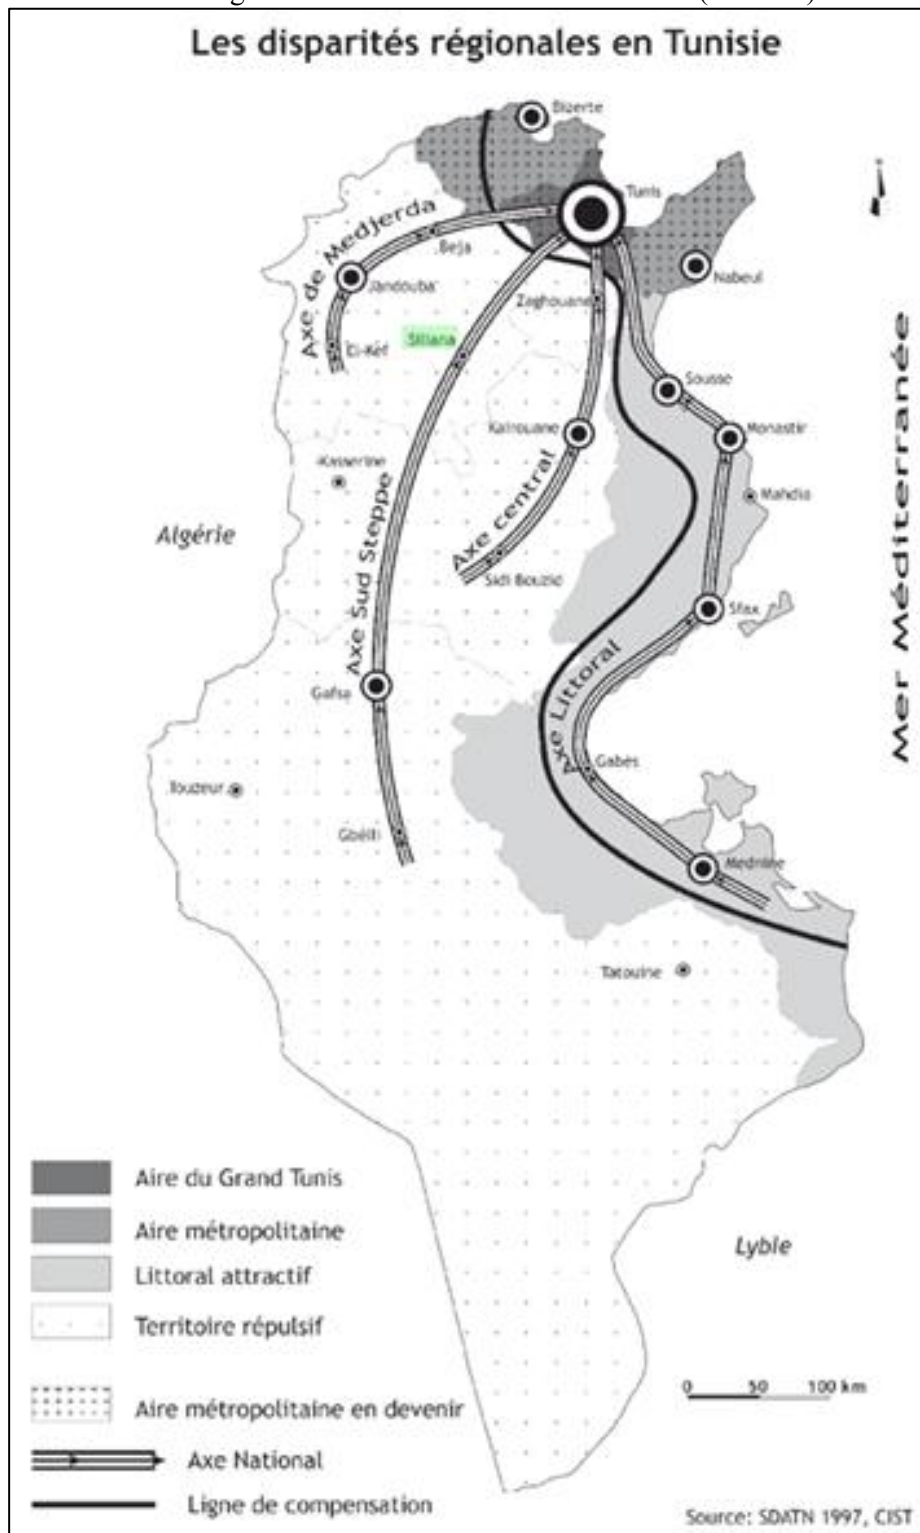 Les disparités régionales en Tunisie
Bizerte
Tunis
Axe de Medjerda
Beja
Nabeul
Jandouba
Zaghouane
El-Kef
Siliana
Sousse
Kairouane
Monastir
Kasserine
Mahdia
Axe Sud Steppe
Axe central
Algérie
Mer Méditerranée
Sidi Bouzid
Sfax
Axe Littoral
Gafsa
Gabès
Touzeur
Gbélli
Mednine
Tatouine
Aire du Grand Tunis
Aire métropolitaine
Lybie
Littoral attractif
Territoire répulsif
0 50 100 km
Aire métropolitaine en devenir
Axe National
Ligne de compensation
Source: SDATN 1997, CIST